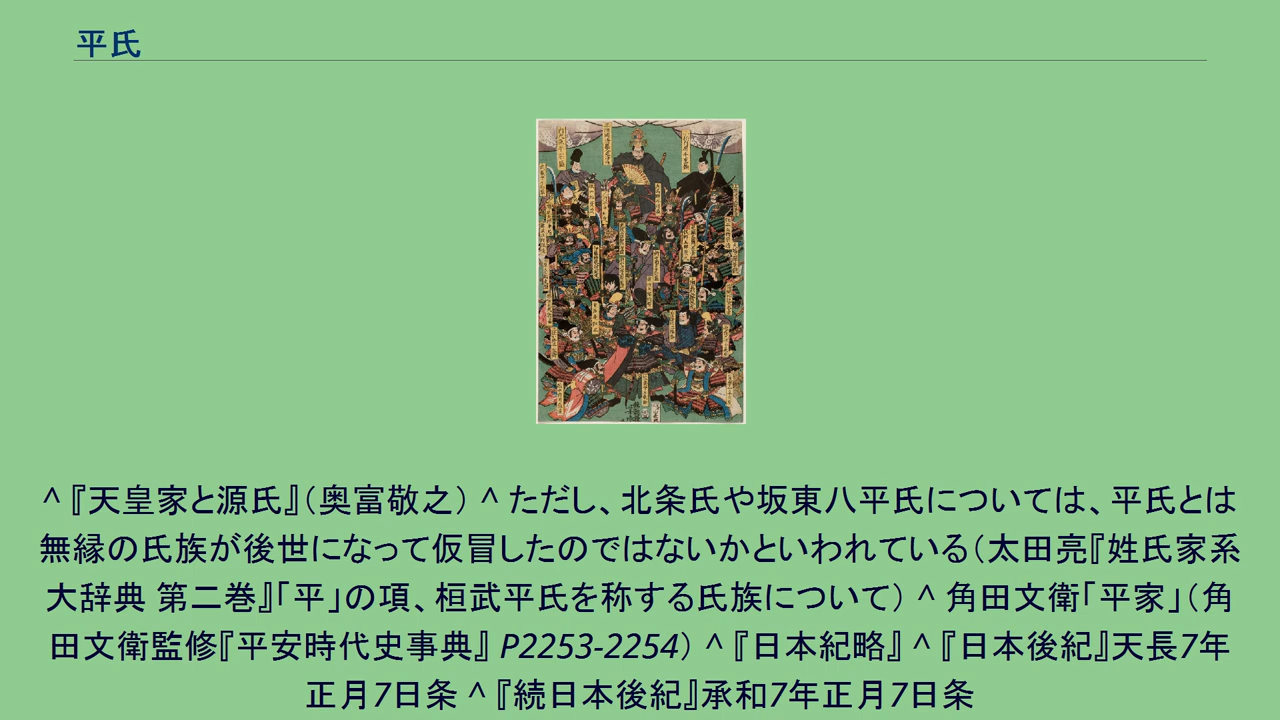 平氏
^ 『天皇家と源氏』（奥富敬之） ^ ただし、北条氏や坂東八平氏については、平氏とは
無縁の氏族が後世になって仮冒したのではないかといわれている（太田亮『姓氏家系
大辞典 第二巻』「平」の項、桓武平氏を称する氏族について） ^ 角田文衛「平家」（角
田文衛監修『平安時代史事典』 P2253-2254） ^ 『日本紀略』 ^ 『日本後紀』天長7年
正月7日条 ^ 『続日本後紀』承和7年正月7日条